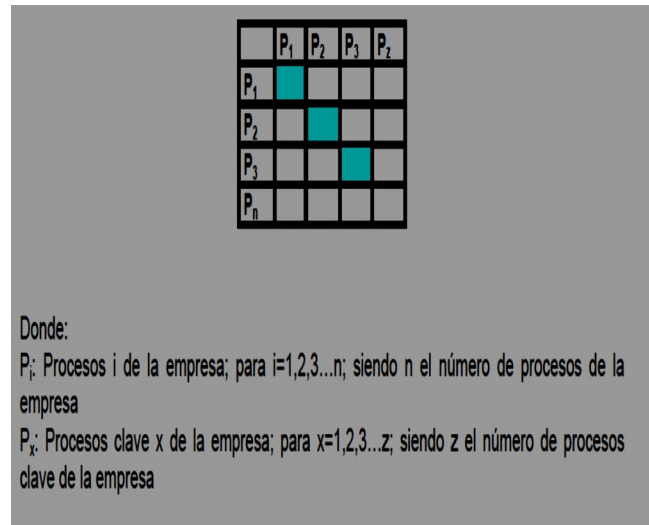 P₁ P₂ P₃ P_z
P₁
P₂
P₃
Pₙ
Donde:
Pᵢ: Procesos i de la empresa; para i=1,2,3...n; siendo n el número de procesos de la
empresa
Pₓ: Procesos clave x de la empresa; para x=1,2,3...z; siendo z el número de procesos
clave de la empresa